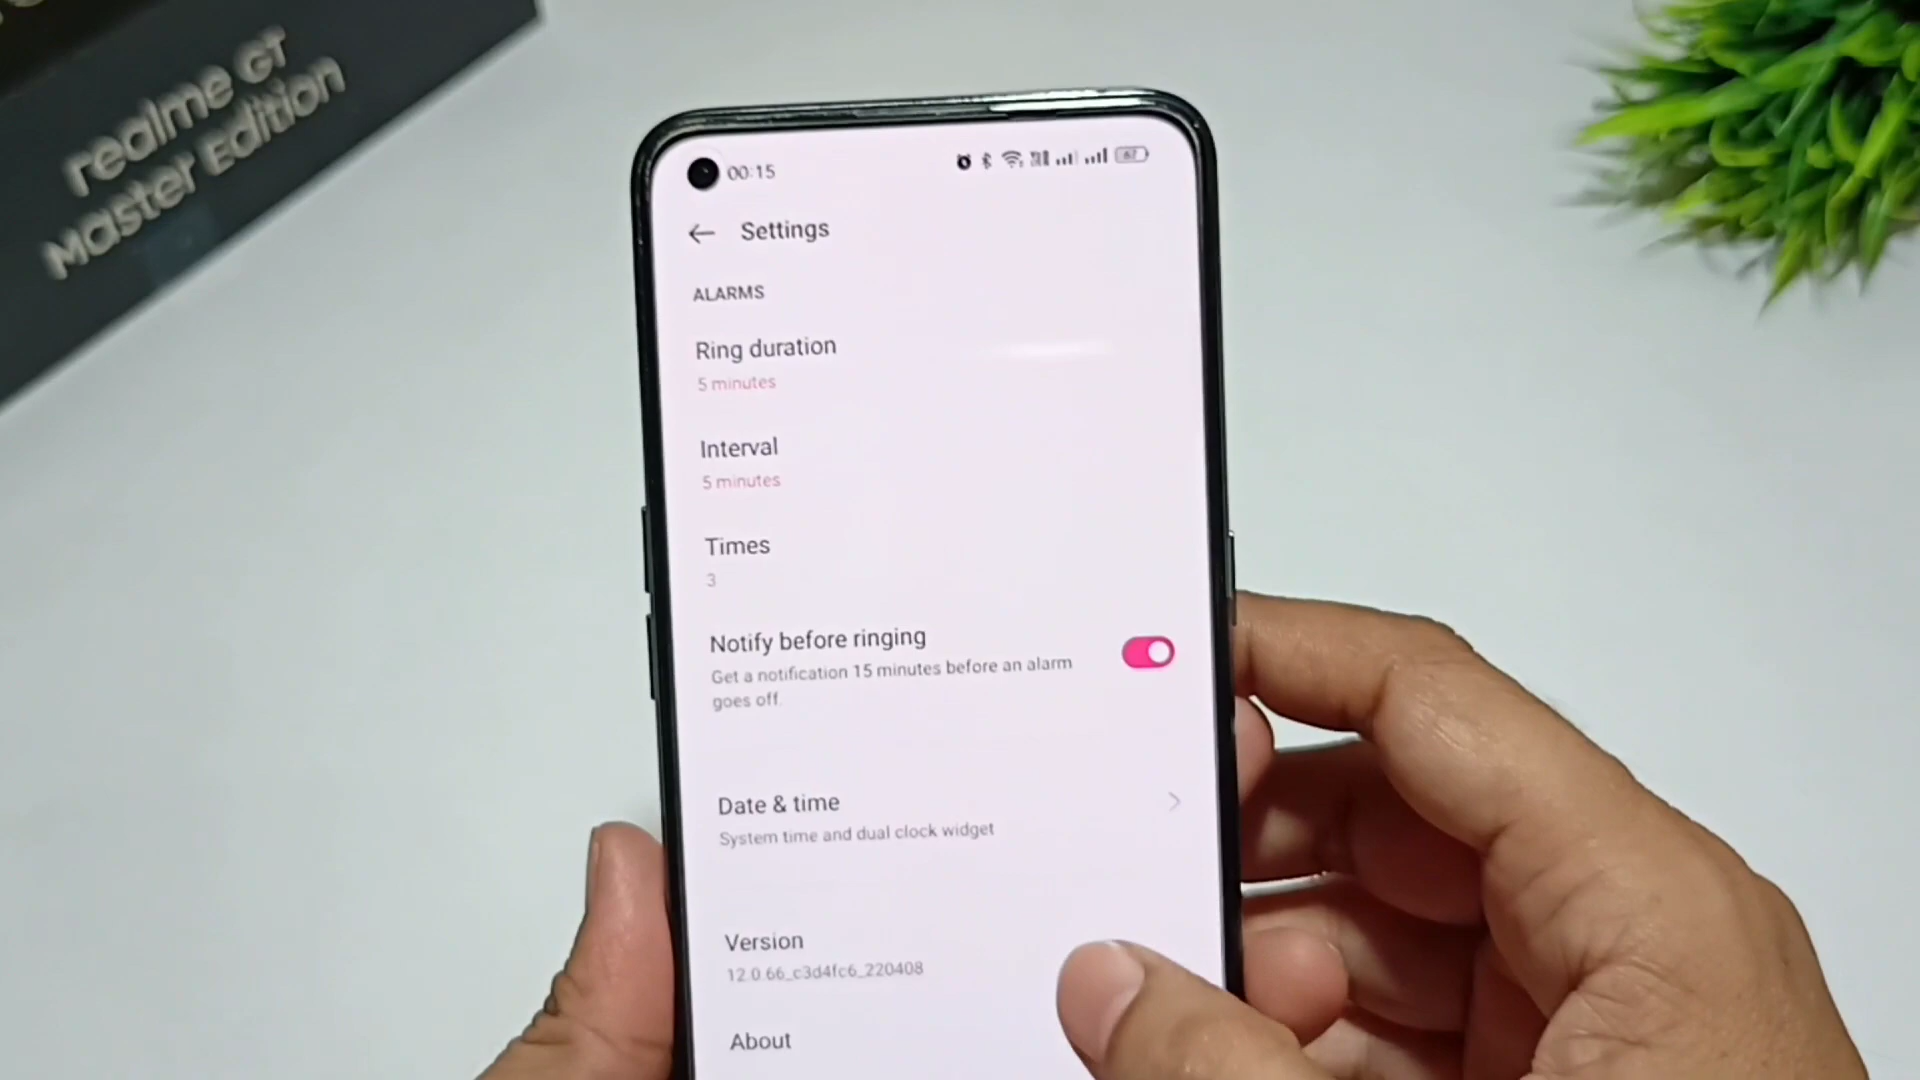 realme GT
Master Edition
00:15
67
Settings
ALARMS
Ring duration
5 minutes
Interval
5 minutes
Times
3
Notify before ringing
Get a notification 15 minutes before an alarm
goes off.
Date & time
System time and dual clock widget
Version
12.0.66_c3d4fc6_220408
About